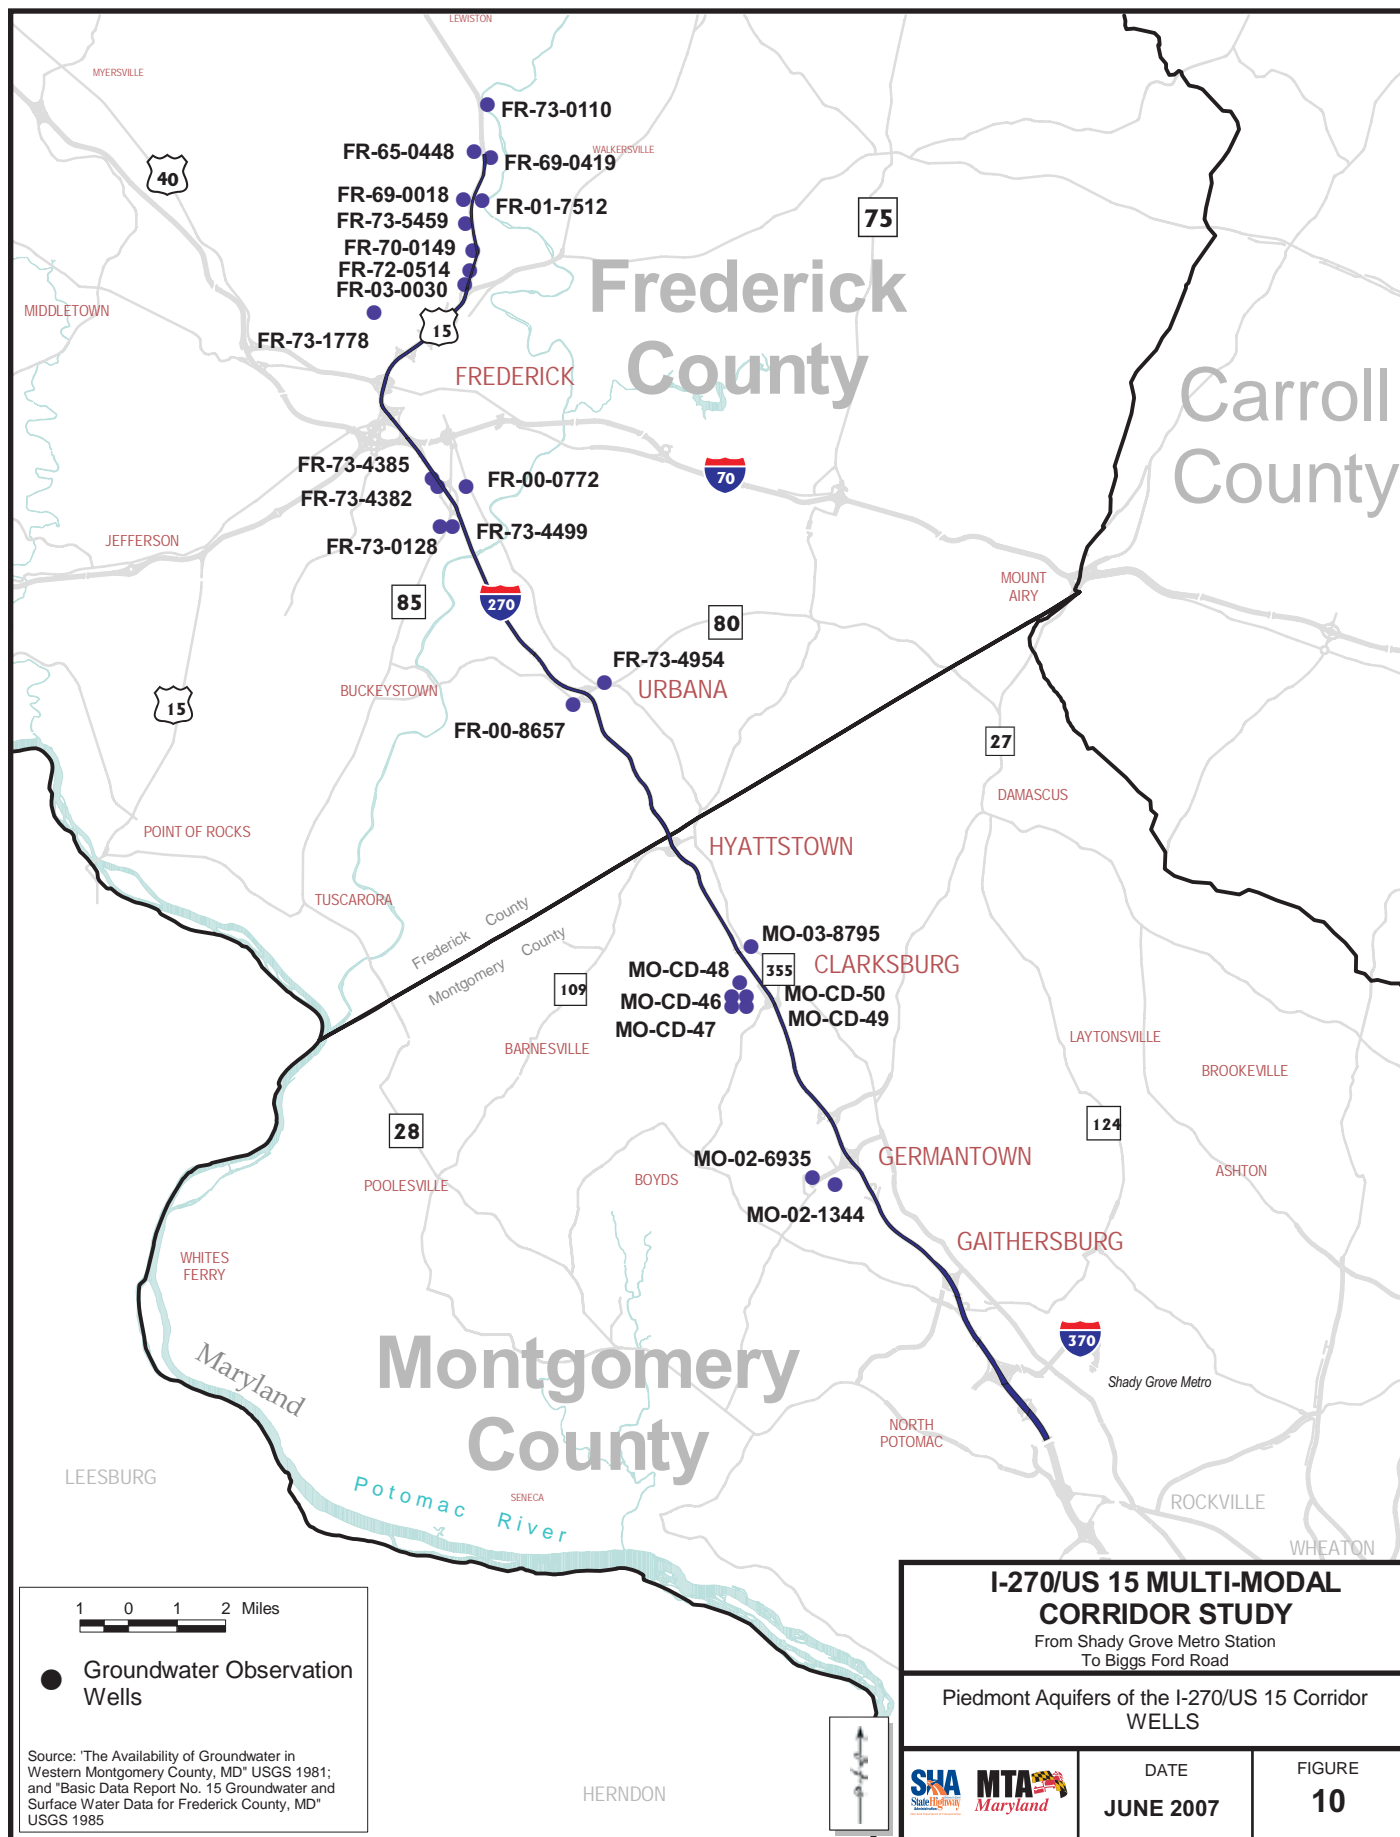 LEWISTON
MYERSVILLE
FR-73-0110
FR-65-0448
FR-69-0419
WALKERSVILLE
40
FR-69-0018
FR-01-7512
FR-73-5459
75
FR-70-0149
FR-72-0514
FR-03-0030
Frederick
County
MIDDLETOWN
15
FR-73-1778
FREDERICK
Carroll
County
FR-73-4385
FR-00-0772
70
FR-73-4382
FR-73-4499
FR-73-0128
JEFFERSON
MOUNT
AIRY
85
270
80
FR-73-4954
URBANA
BUCKEYSTOWN
15
FR-00-8657
27
DAMASCUS
POINT OF ROCKS
HYATTSTOWN
TUSCARORA
Frederick County
Montgomery County
MO-03-8795
CLARKSBURG
355
MO-CD-48
109
MO-CD-46
MO-CD-50
MO-CD-47
MO-CD-49
BARNESVILLE
LAYTONSVILLE
BROOKEVILLE
28
124
MO-02-6935
GERMANTOWN
BOYDS
ASHTON
POOLESVILLE
MO-02-1344
GAITHERSBURG
WHITES
FERRY
370
Maryland
Montgomery
County
Shady Grove Metro
NORTH
POTOMAC
LEESBURG
Potomac River
SENECA
ROCKVILLE
WHEATON
HERNDON
1 0 1 2 Miles
Groundwater Observation
Wells
Source: 'The Availability of Groundwater in
Western Montgomery County, MD" USGS 1981;
and "Basic Data Report No. 15 Groundwater and
Surface Water Data for Frederick County, MD"
USGS 1985
I-270/US 15 MULTI-MODAL
CORRIDOR STUDY
From Shady Grove Metro Station
To Biggs Ford Road
Piedmont Aquifers of the I-270/US 15 Corridor
WELLS
SHA
State Highway
Administration
MTA
Maryland
DATE
JUNE 2007
FIGURE
10